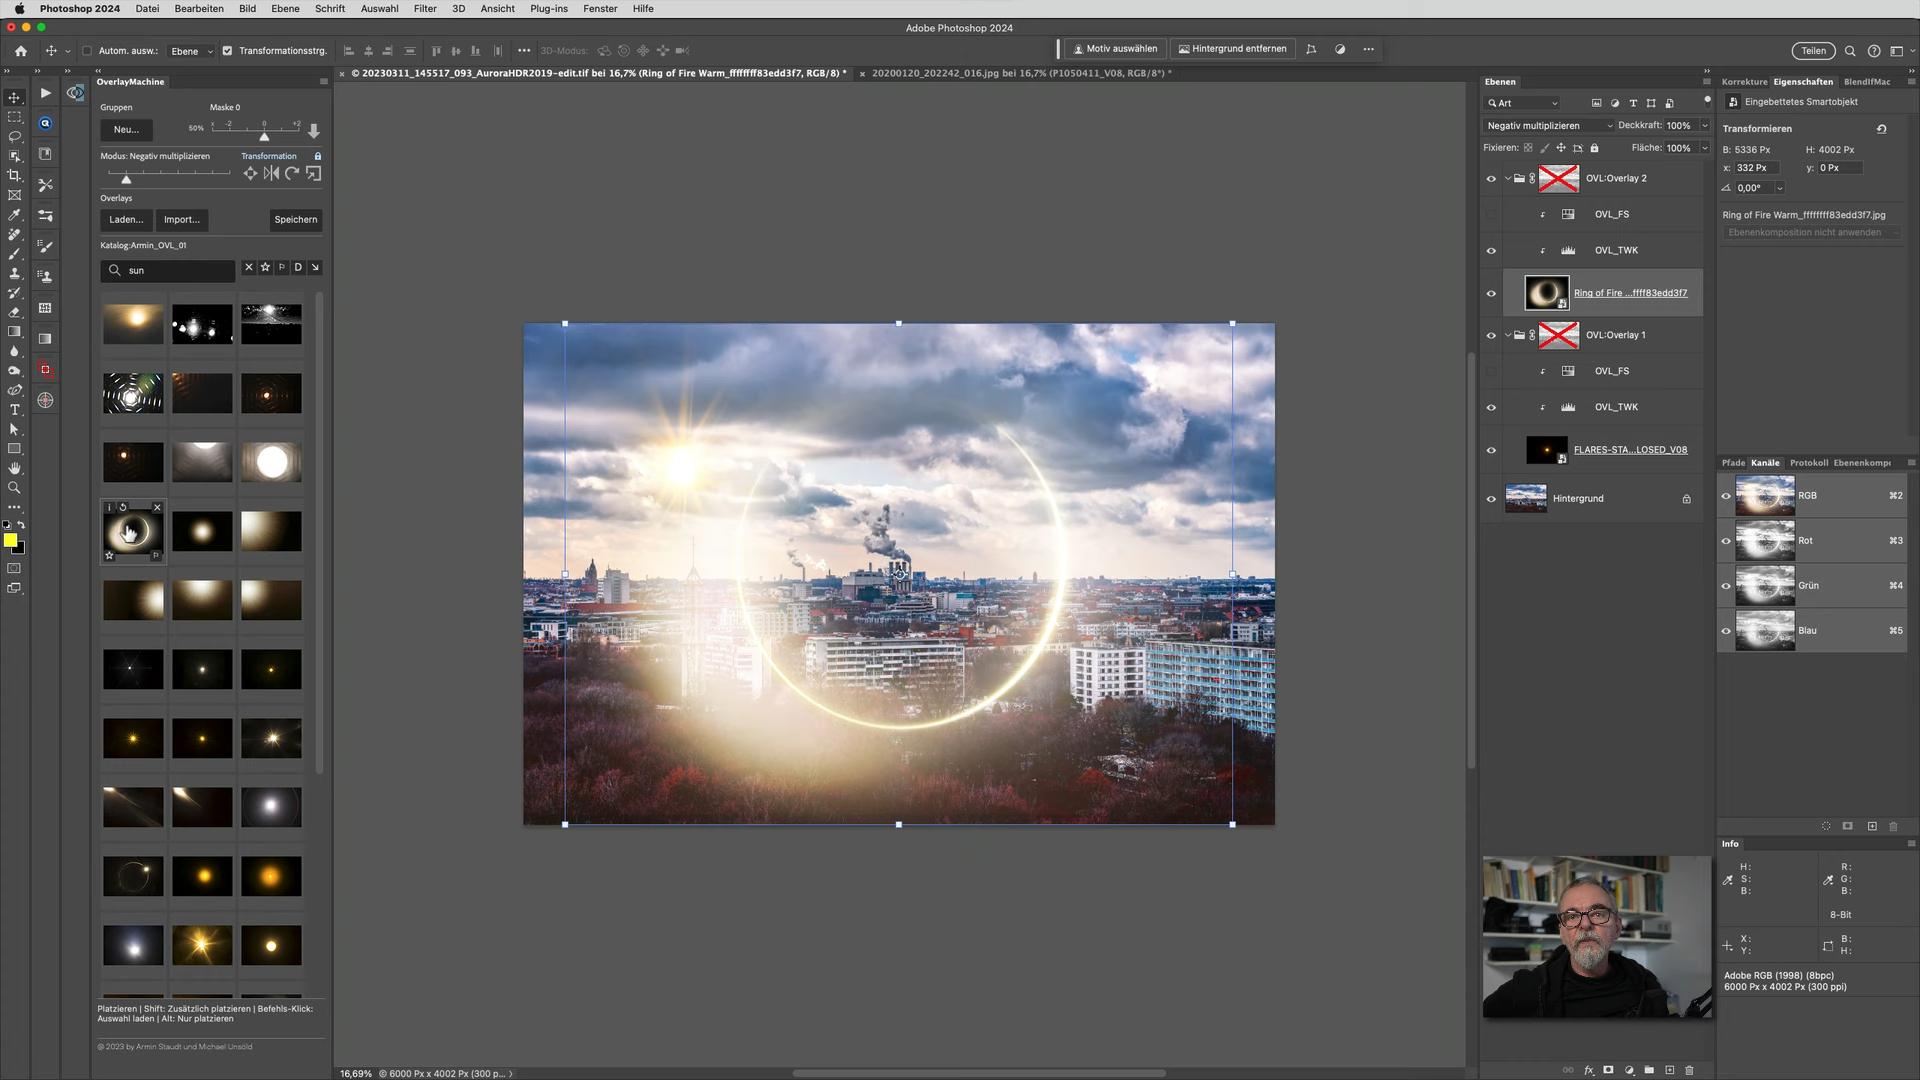 Photoshop 2024 Datei Bearbeiten Bild Ebene Schrift Auswahl Filter 3D Ansicht Plug-ins Fenster Hilfe
Adobe Photoshop 2024
Autom. ausw.: Ebene Transformationsstrg. 3D-Modus: Motiv auswählen Hintergrund entfernen Teilen
© 20230311_145517_093_AuroraHDR2019-edit.tif bei 16,7% (Ring of Fire Warm_ffffffff83edd3f7, RGB/8) * 20200120_202242_016.jpg bei 16,7% (P1050411_V08, RGB/8*) *
OverlayMachine
Gruppen Maske 0
Neu... 50% -2 0 +2
Modus: Negativ multiplizieren Transformation
Overlays
Laden... Import... Speichern
Katalog:Armin_OVL_01
sun D
Platzieren | Shift: Zusätzlich platzieren | Befehls-Klick:
Auswahl laden | Alt: Nur platzieren
@ 2023 by Armin Staudt und Michael Unsöld
16,69% © 6000 Px x 4002 Px (300 p...
Ebenen
Art
Negativ multiplizieren Deckkraft: 100%
Fixieren: Fläche: 100%
OVL:Overlay 2
OVL_FS
OVL_TWK
Ring of Fire ...ffff83edd3f7
OVL:Overlay 1
OVL_FS
OVL_TWK
FLARES-STA...LOSED_V08
Hintergrund
Korrekture Eigenschaften BlendIfMac
Eingebettetes Smartobjekt
Transformieren
B: 5336 Px H: 4002 Px
x: 332 Px y: 0 Px
0,00°
Ring of Fire Warm_ffffffff83edd3f7.jpg
Ebenenkomposition nicht anwenden
Pfade Kanäle Protokoll Ebenenkompo
RGB ⌘2
Rot ⌘3
Grün ⌘4
Blau ⌘5
Info
H: R:
S: G:
B: B:
8-Bit
X: B:
Y: H:
Adobe RGB (1998) (8bpc)
6000 Px x 4002 Px (300 ppi)